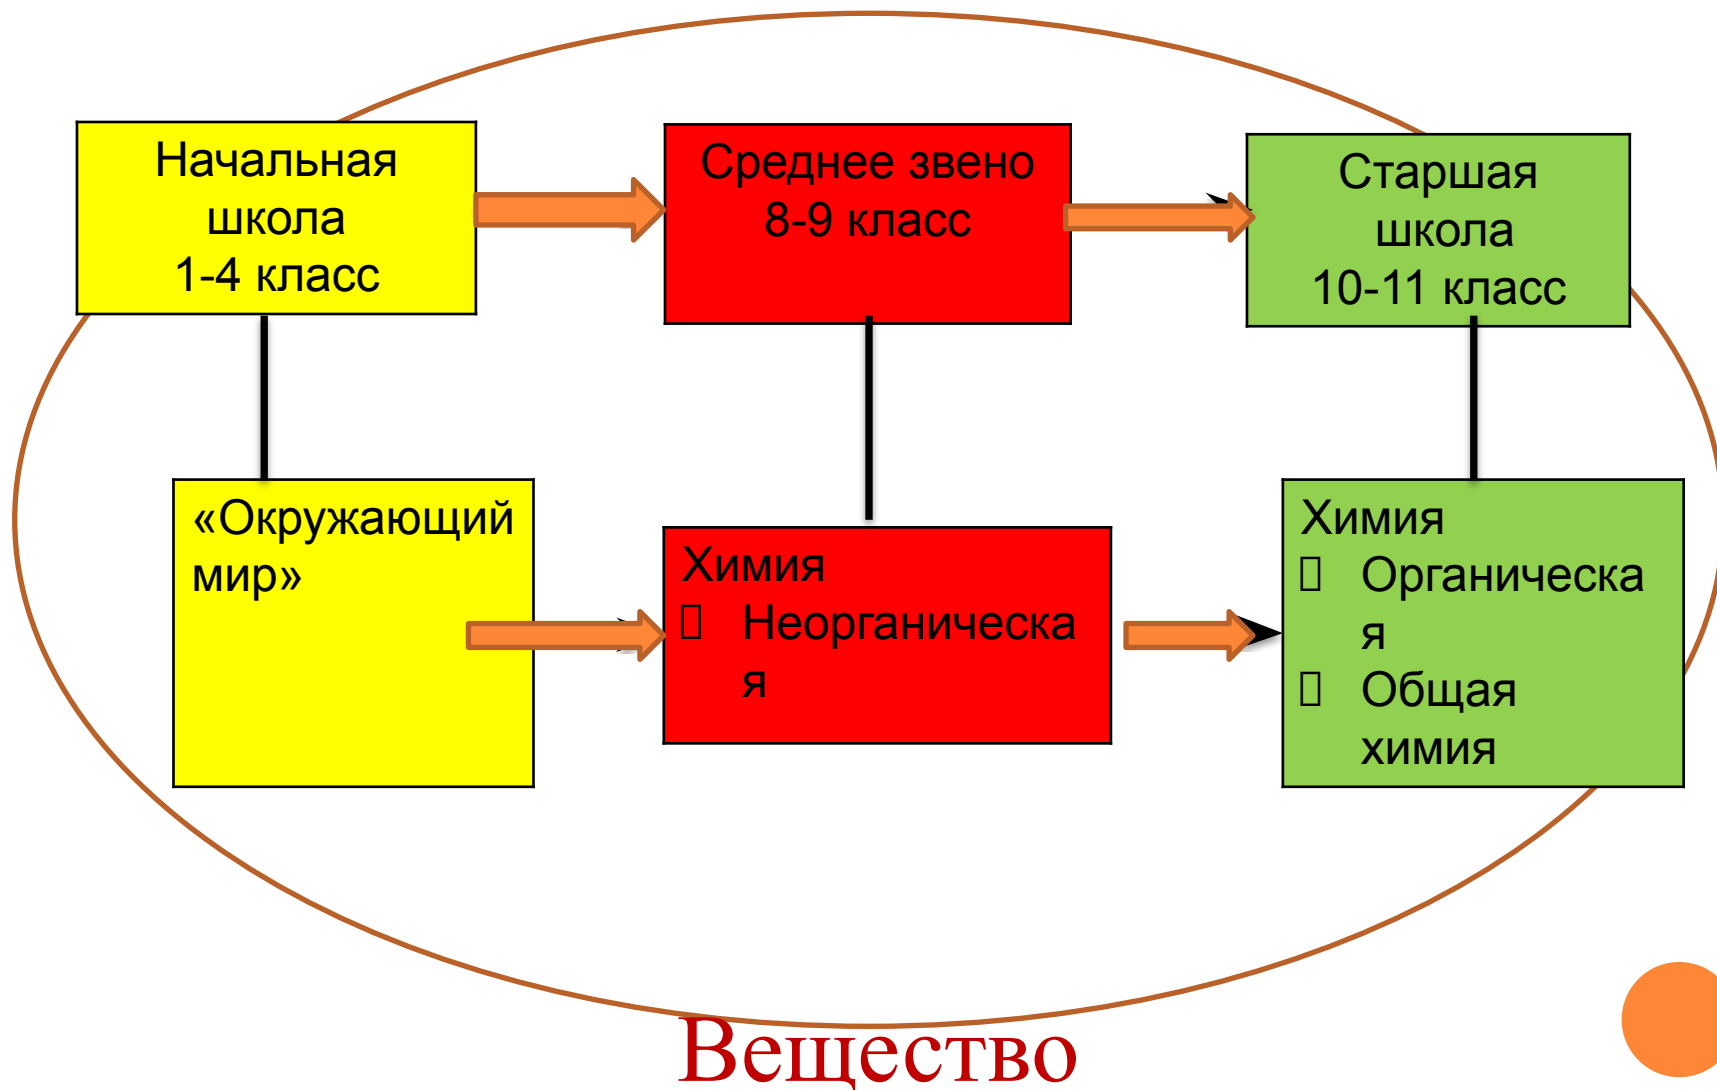 Начальная
школа
1-4 класс
Среднее звено
8-9 класс
Старшая
школа
10-11 класс
«Окружающий
мир»
Химия
Неорганическа
я
Химия
Органическа
я
Общая
химия
Вещество